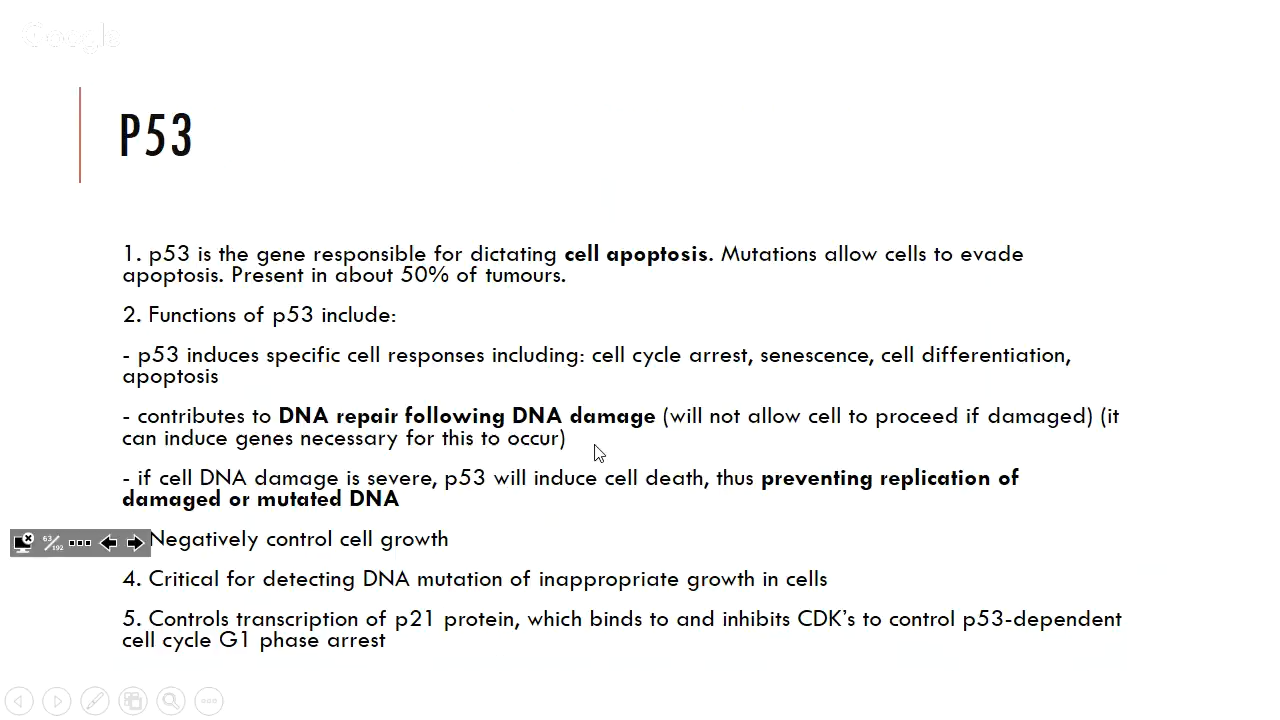 Google
P53
1. p53 is the gene responsible for dictating cell apoptosis. Mutations allow cells to evade
apoptosis. Present in about 50% of tumours.
2. Functions of p53 include:
- p53 induces specific cell responses including: cell cycle arrest, senescence, cell differentiation,
apoptosis
- contributes to DNA repair following DNA damage (will not allow cell to proceed if damaged) (it
can induce genes necessary for this to occur)
- if cell DNA damage is severe, p53 will induce cell death, thus preventing replication of
damaged or mutated DNA
63/192
Negatively control cell growth
4. Critical for detecting DNA mutation of inappropriate growth in cells
5. Controls transcription of p21 protein, which binds to and inhibits CDK’s to control p53-dependent
cell cycle G1 phase arrest